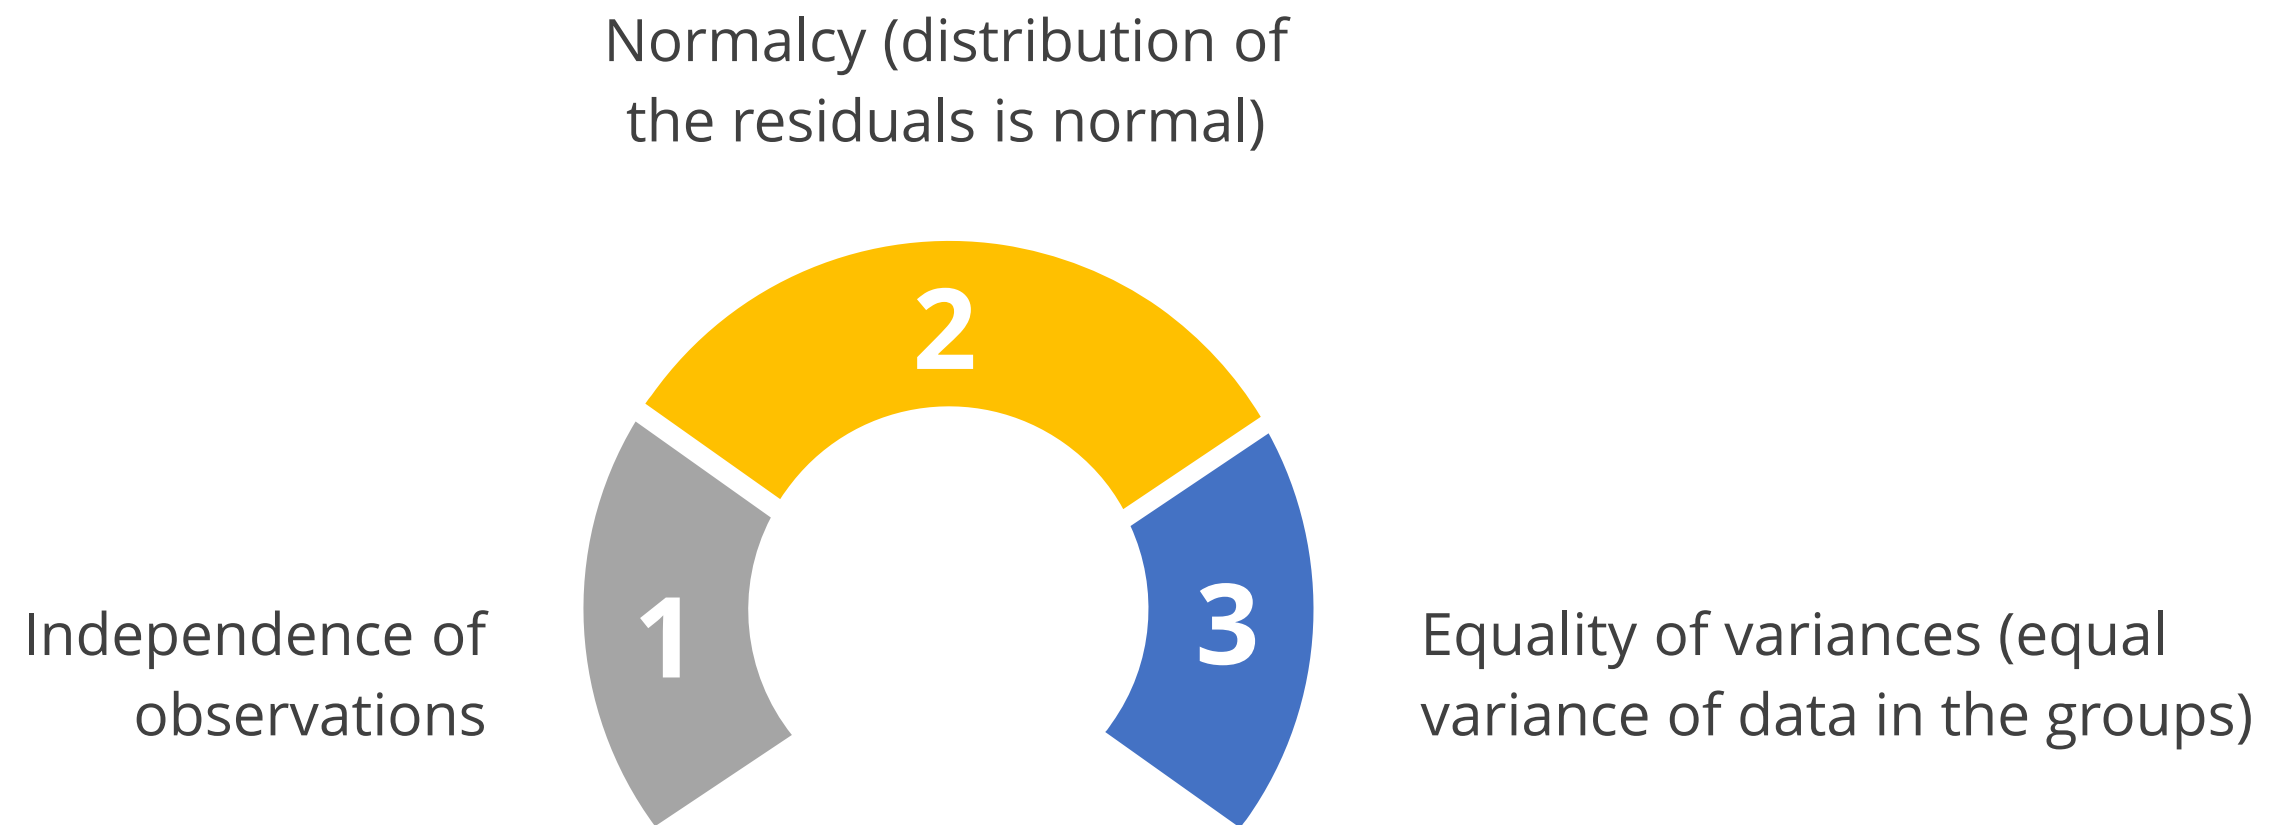 Normalcy (distribution of
the residuals is normal)
2
1
3
Independence of
observations
Equality of variances (equal
variance of data in the groups)